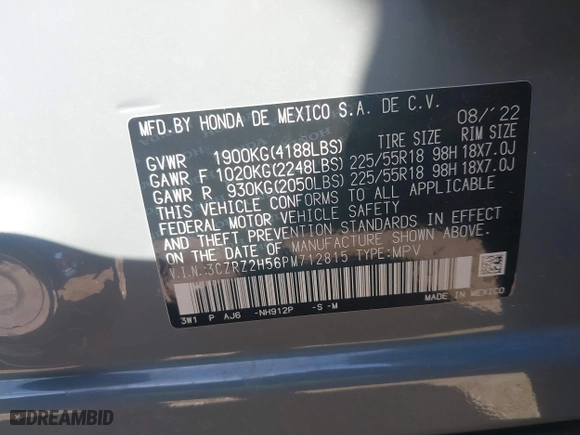 MFD.BY HONDA DE MEXICO S.A. DE C.V. 08/'22
TIRE SIZE RIM SIZE
GVWR 1900KG(4188LBS)
GAWR F 1020KG(2248LBS) 225/55R18 98H 18X7.0J
GAWR R 930KG(2050LBS) 225/55R18 98H 18X7.0J
THIS VEHICLE CONFORMS TO ALL APPLICABLE
FEDERAL MOTOR VEHICLE SAFETY
AND THEFT PREVENTION STANDARDS IN EFFECT
ON THE DATE OF MANUFACTURE SHOWN ABOVE.
V.I.N.:3CZRZ2H56PM712815 TYPE:MPV
3W1 P AJ6 -NH912P -S -M
MADE IN MEXICO
DREAMBID